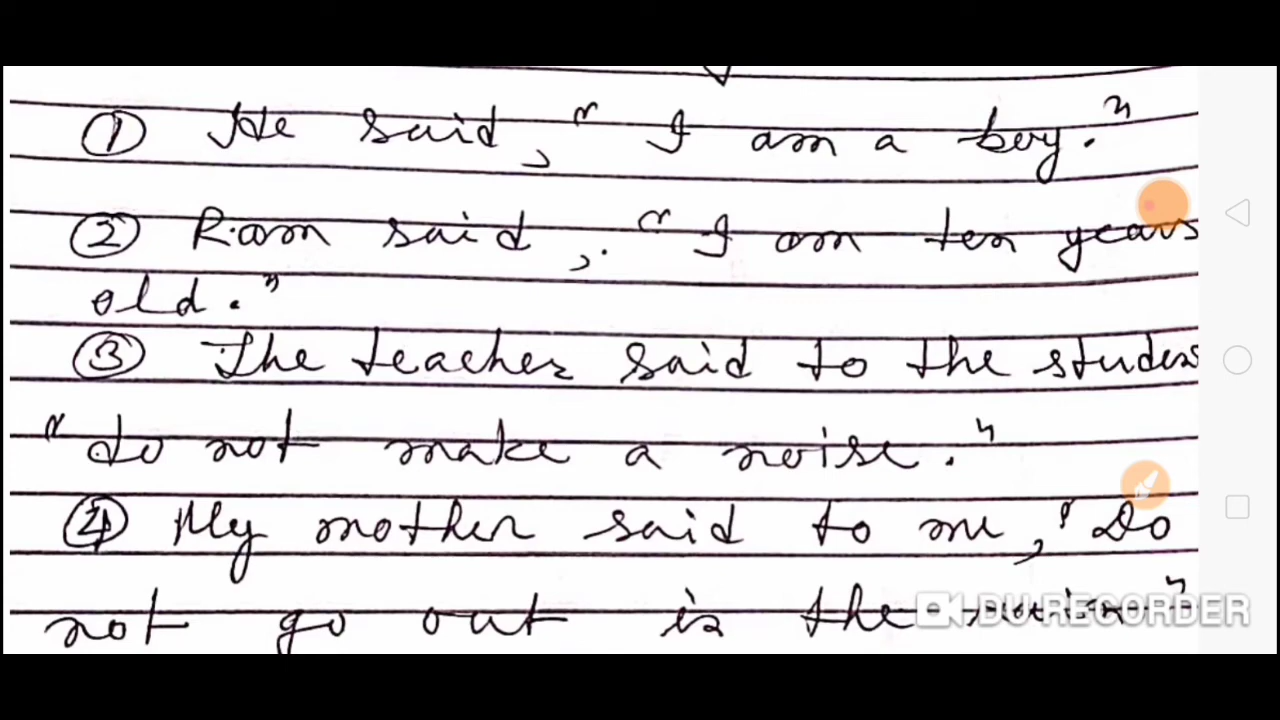 ① He said, " I am a boy."
② Ram said, . " I am ten years
old."
③ The teacher said to the
" do not make a noise."
④ My mother said to me, "Do
not go out in the
DU RECORDER